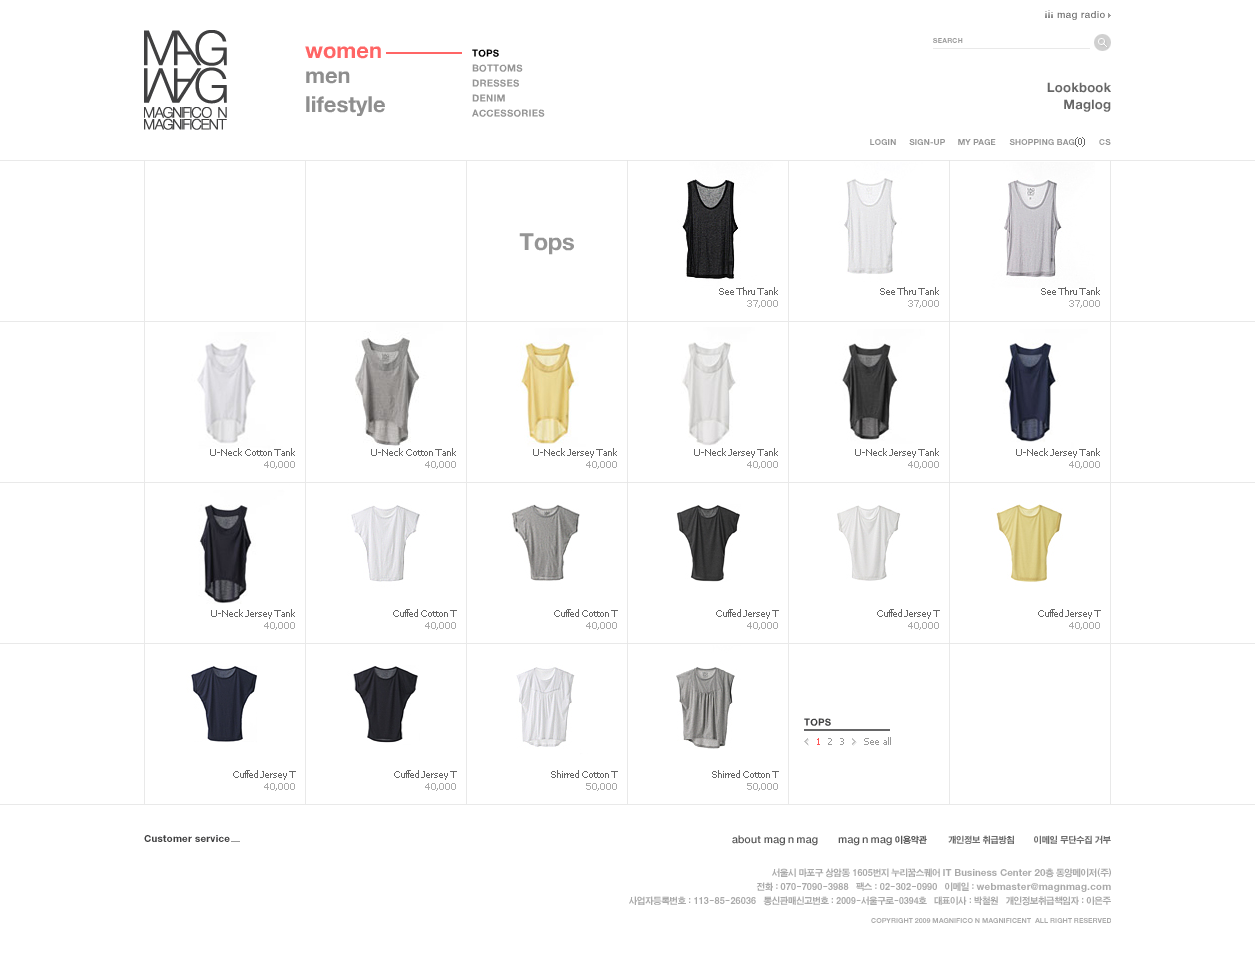 mag radio
MAG
MAG
MAGNIFICO N
MAGNIFICENT
women
men
lifestyle
TOPS
BOTTOMS
DRESSES
DENIM
ACCESSORIES
SEARCH
Lookbook
Maglog
LOGIN SIGN-UP MY PAGE SHOPPING BAG(0) CS
Tops
See Thru Tank
37,000
See Thru Tank
37,000
See Thru Tank
37,000
U-Neck Cotton Tank
40,000
U-Neck Cotton Tank
40,000
U-Neck Jersey Tank
40,000
U-Neck Jersey Tank
40,000
U-Neck Jersey Tank
40,000
U-Neck Jersey Tank
40,000
U-Neck Jersey Tank
40,000
Cuffed Cotton T
40,000
Cuffed Cotton T
40,000
Cuffed Jersey T
40,000
Cuffed Jersey T
40,000
Cuffed Jersey T
40,000
Cuffed Jersey T
40,000
Cuffed Jersey T
40,000
Shirred Cotton T
50,000
Shirred Cotton T
50,000
TOPS
< 1 2 3 > See all
Customer service
about mag n mag mag n mag 이용약관 개인정보 취급방침 이메일 무단수집 거부
서울시 마포구 상암동 1605번지 누리꿈스퀘어 IT Business Center 20층 동양메이저(주)
전화 : 070-7090-3988 팩스 : 02-302-0990 이메일 : webmaster@magnmag.com
사업자등록번호 : 113-85-26036 통신판매신고번호 : 2009-서울구로-0394호 대표이사 : 박철원 개인정보취급책임자 : 이은주
COPYRIGHT 2009 MAGNIFICO N MAGNIFICENT ALL RIGHT RESERVED